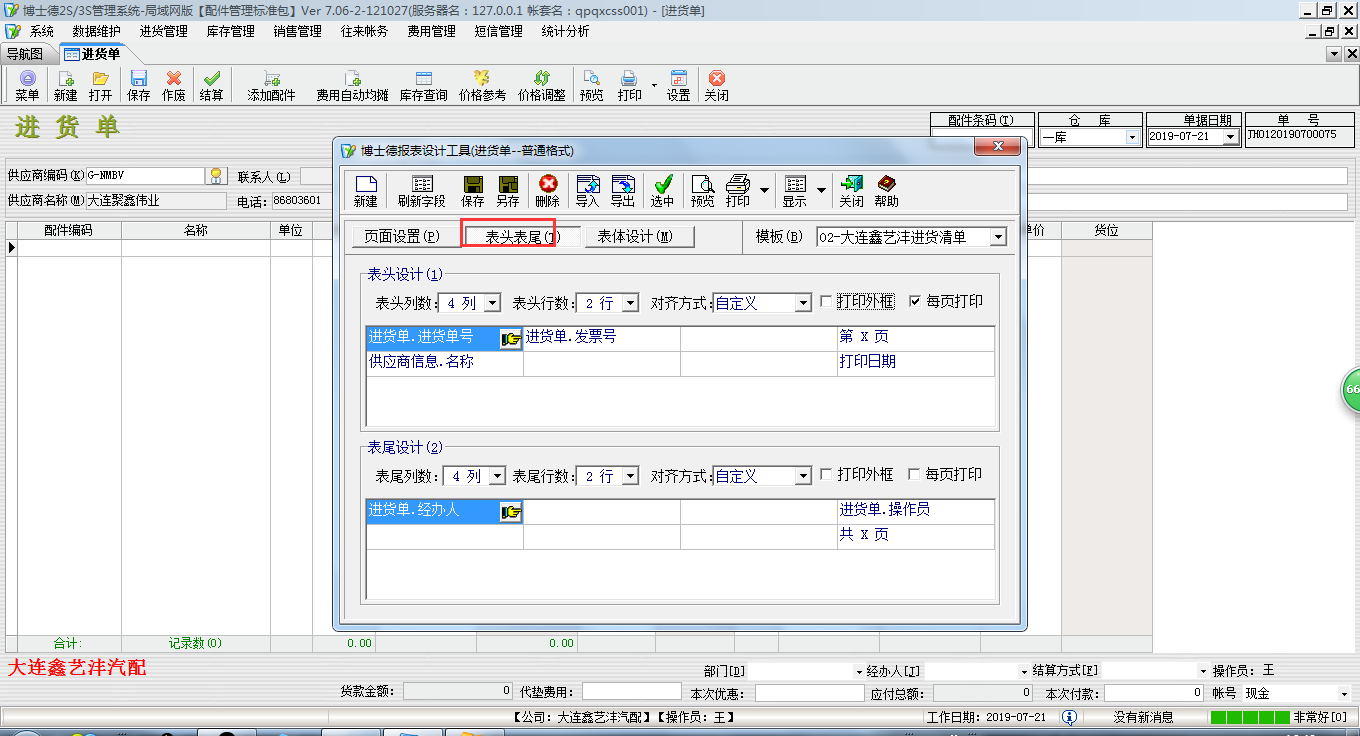 博士德2S/3S管理系统-局域网版【配件管理标准包】Ver 7.06-2-121027(服务器名：127.0.0.1 帐套名：qpqxcss001) - [进货单]
系统 数据维护 进货管理 库存管理 销售管理 往来帐务 费用管理 短信管理 统计分析
导航图 进货单
菜单 新建 打开 保存 作废 结算 添加配件 费用自动均摊 库存查询 价格参考 价格调整 预览 打印 设置 关闭
进 货 单
配件条码(T) 仓 库 单据日期 单 号
一库 2019-07-21 JH0120190700075
供应商编码(K) G-NMBV 联系人(L)
供应商名称(M) 大连聚鑫伟业 电话: 86803601
配件编码 名称 单位 单价 货位
博士德报表设计工具(进货单--普通格式)
新建 刷新字段 保存 另存 删除 导入 导出 选中 预览 打印 显示 关闭 帮助
页面设置(P) 表头表尾(T) 表体设计(M) 模板(B) 02-大连鑫艺沣进货清单
表头设计(1)
表头列数: 4 列 表头行数: 2 行 对齐方式: 自定义 打印外框 每页打印
进货单.进货单号 进货单.发票号 第 X 页
供应商信息.名称 打印日期
表尾设计(2)
表尾列数: 4 列 表尾行数: 2 行 对齐方式: 自定义 打印外框 每页打印
进货单.经办人 进货单.操作员
共 X 页
66
合计: 记录数(0) 0.00 0.00
大连鑫艺沣汽配
部门[D] 经办人[J] 结算方式[F] 操作员: 王
货款金额: 0 代垫费用: 本次优惠: 应付总额: 0 本次付款: 0 帐号 现金
【公司: 大连鑫艺沣汽配】【操作员: 王】 工作日期: 2019-07-21 没有新消息 非常好[0]